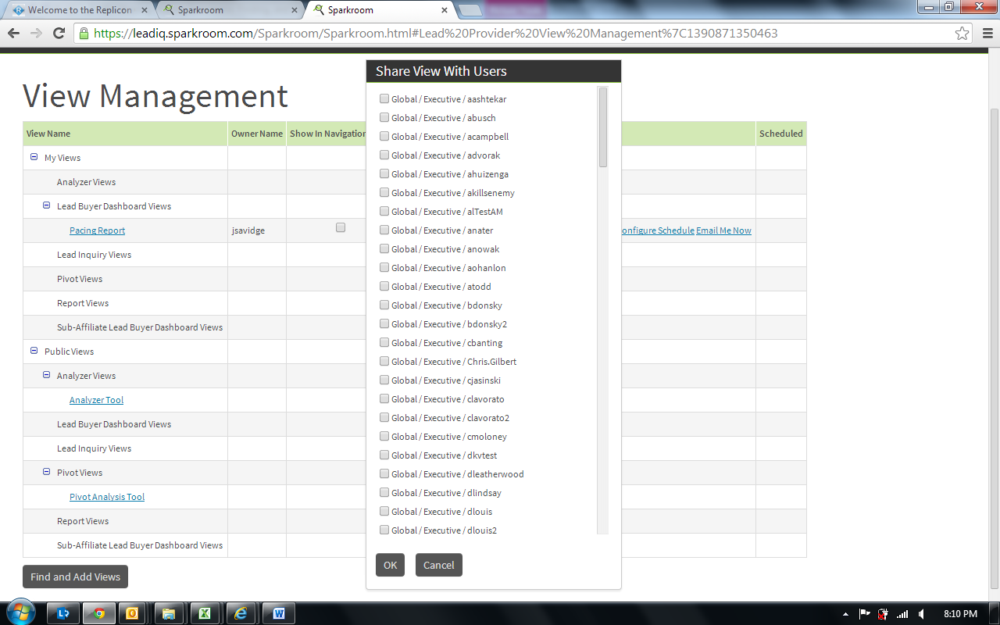 Welcome to the Replicon
Sparkroom
Sparkroom
https://leadiq.sparkroom.com/Sparkroom/Sparkroom.html#Lead%20Provider%20View%20Management%7C1390871350463
View Management
View Name Owner Name Show In Navigation Scheduled
My Views
Analyzer Views
Lead Buyer Dashboard Views
Pacing Report jsavidge onfigure Schedule Email Me Now
Lead Inquiry Views
Pivot Views
Report Views
Sub-Affiliate Lead Buyer Dashboard Views
Public Views
Analyzer Views
Analyzer Tool
Lead Buyer Dashboard Views
Lead Inquiry Views
Pivot Views
Pivot Analysis Tool
Report Views
Sub-Affiliate Lead Buyer Dashboard Views
Find and Add Views
Share View With Users
Global / Executive / aashtekar
Global / Executive / abusch
Global / Executive / acampbell
Global / Executive / advorak
Global / Executive / ahuizenga
Global / Executive / akillsenemy
Global / Executive / alTestAM
Global / Executive / anater
Global / Executive / anowak
Global / Executive / aohanlon
Global / Executive / atodd
Global / Executive / bdonsky
Global / Executive / bdonsky2
Global / Executive / cbanting
Global / Executive / Chris.Gilbert
Global / Executive / cjasinski
Global / Executive / clavorato
Global / Executive / clavorato2
Global / Executive / cmoloney
Global / Executive / dkvtest
Global / Executive / dleatherwood
Global / Executive / dlindsay
Global / Executive / dlouis
Global / Executive / dlouis2
OK Cancel
8:10 PM